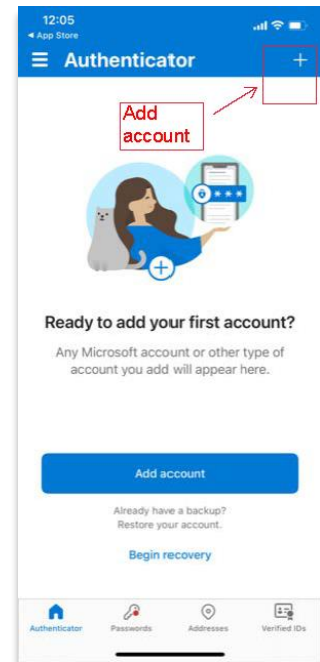 12:05
◀ App Store
Authenticator
Add
account
* * *
Ready to add your first account?
Any Microsoft account or other type of
account you add will appear here.
Add account
Already have a backup?
Restore your account.
Begin recovery
Authenticator Passwords Addresses Verified IDs